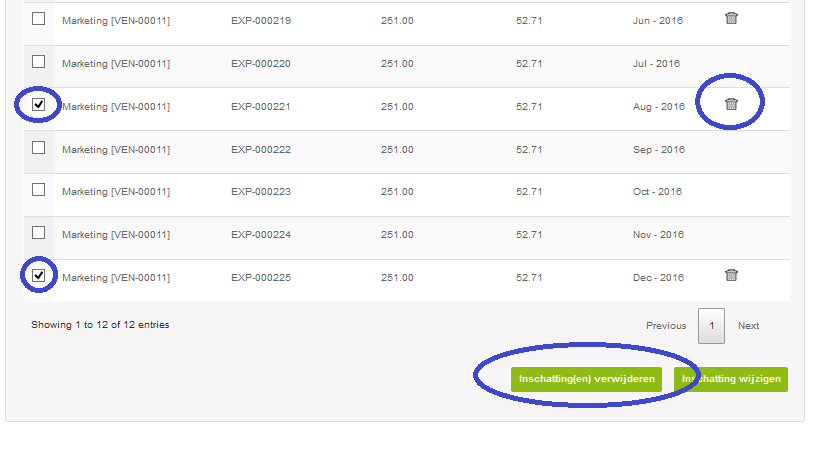 Marketing [VEN-00011] EXP-000219 251.00 52.71 Jun - 2016
Marketing [VEN-00011] EXP-000220 251.00 52.71 Jul - 2016
Marketing [VEN-00011] EXP-000221 251.00 52.71 Aug - 2016
Marketing [VEN-00011] EXP-000222 251.00 52.71 Sep - 2016
Marketing [VEN-00011] EXP-000223 251.00 52.71 Oct - 2016
Marketing [VEN-00011] EXP-000224 251.00 52.71 Nov - 2016
Marketing [VEN-00011] EXP-000225 251.00 52.71 Dec - 2016
Showing 1 to 12 of 12 entries Previous 1 Next
Inschatting(en) verwijderen Inschatting wijzigen